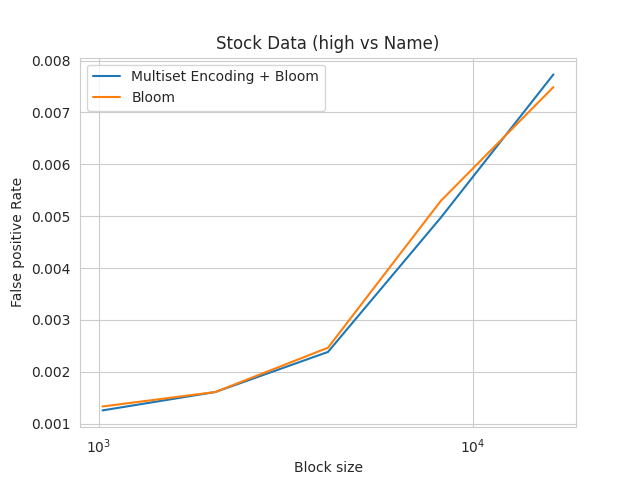 Stock Data (high vs Name)
Multiset Encoding + Bloom
Bloom
False positive Rate
0.008
0.007
0.006
0.005
0.004
0.003
0.002
0.001
10³
10⁴
Block size